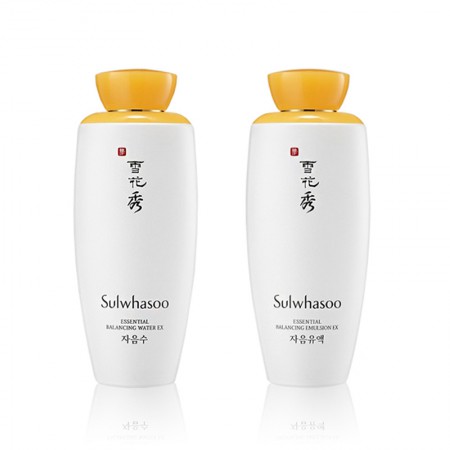 雪
花
秀
Sulwhasoo
ESSENTIAL
BALANCING WATER EX
자음수
雪
花
秀
Sulwhasoo
ESSENTIAL
BALANCING EMULSION EX
자음유액